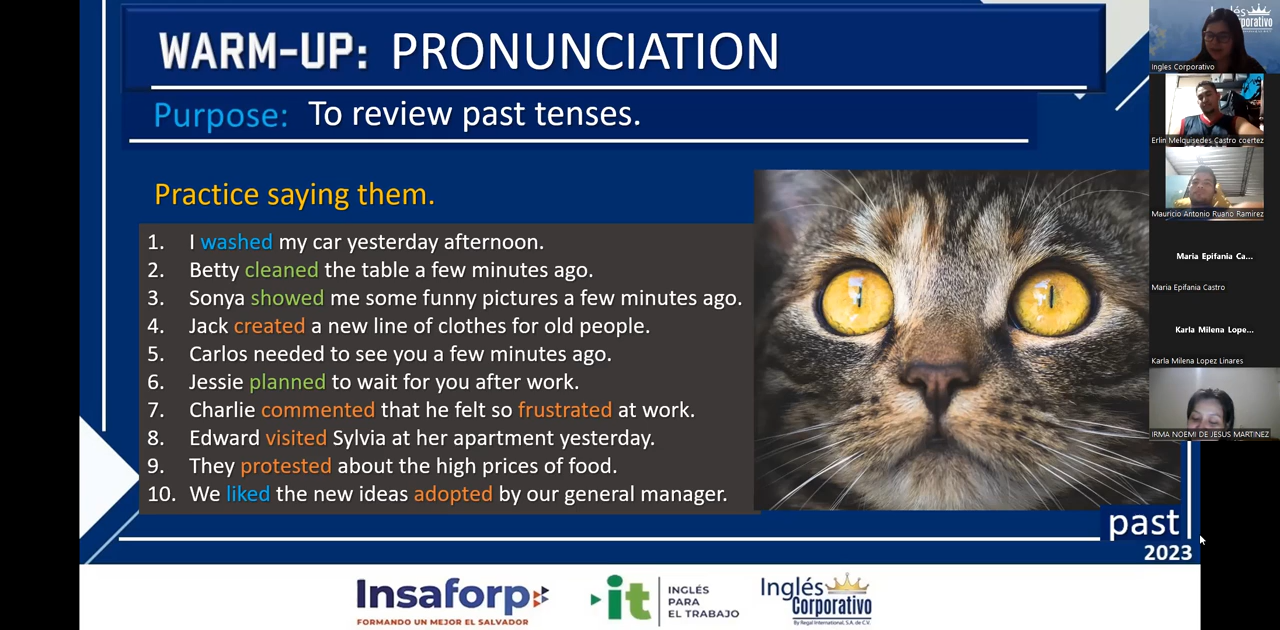 WARM-UP: PRONUNCIATION
Purpose: To review past tenses.
Practice saying them.
1. I washed my car yesterday afternoon.
2. Betty cleaned the table a few minutes ago.
3. Sonya showed me some funny pictures a few minutes ago.
4. Jack created a new line of clothes for old people.
5. Carlos needed to see you a few minutes ago.
6. Jessie planned to wait for you after work.
7. Charlie commented that he felt so frustrated at work.
8. Edward visited Sylvia at her apartment yesterday.
9. They protested about the high prices of food.
10. We liked the new ideas adopted by our general manager.
past
2023
Insaforp
FORMANDO UN MEJOR EL SALVADOR
it
INGLÉS
PARA
EL TRABAJO
Inglés
Corporativo
By Regal International, S.A. de C.V.
Ingles Corporativo
Erlin Melquisedes Castro coertez
Mauricio Antonio Ruano Ramirez
Maria Epifania Ca...
Maria Epifania Castro
Karla Milena Lope...
Karla Milena Lopez Linares
IRMA NOEMI DE JESUS MARTINEZ